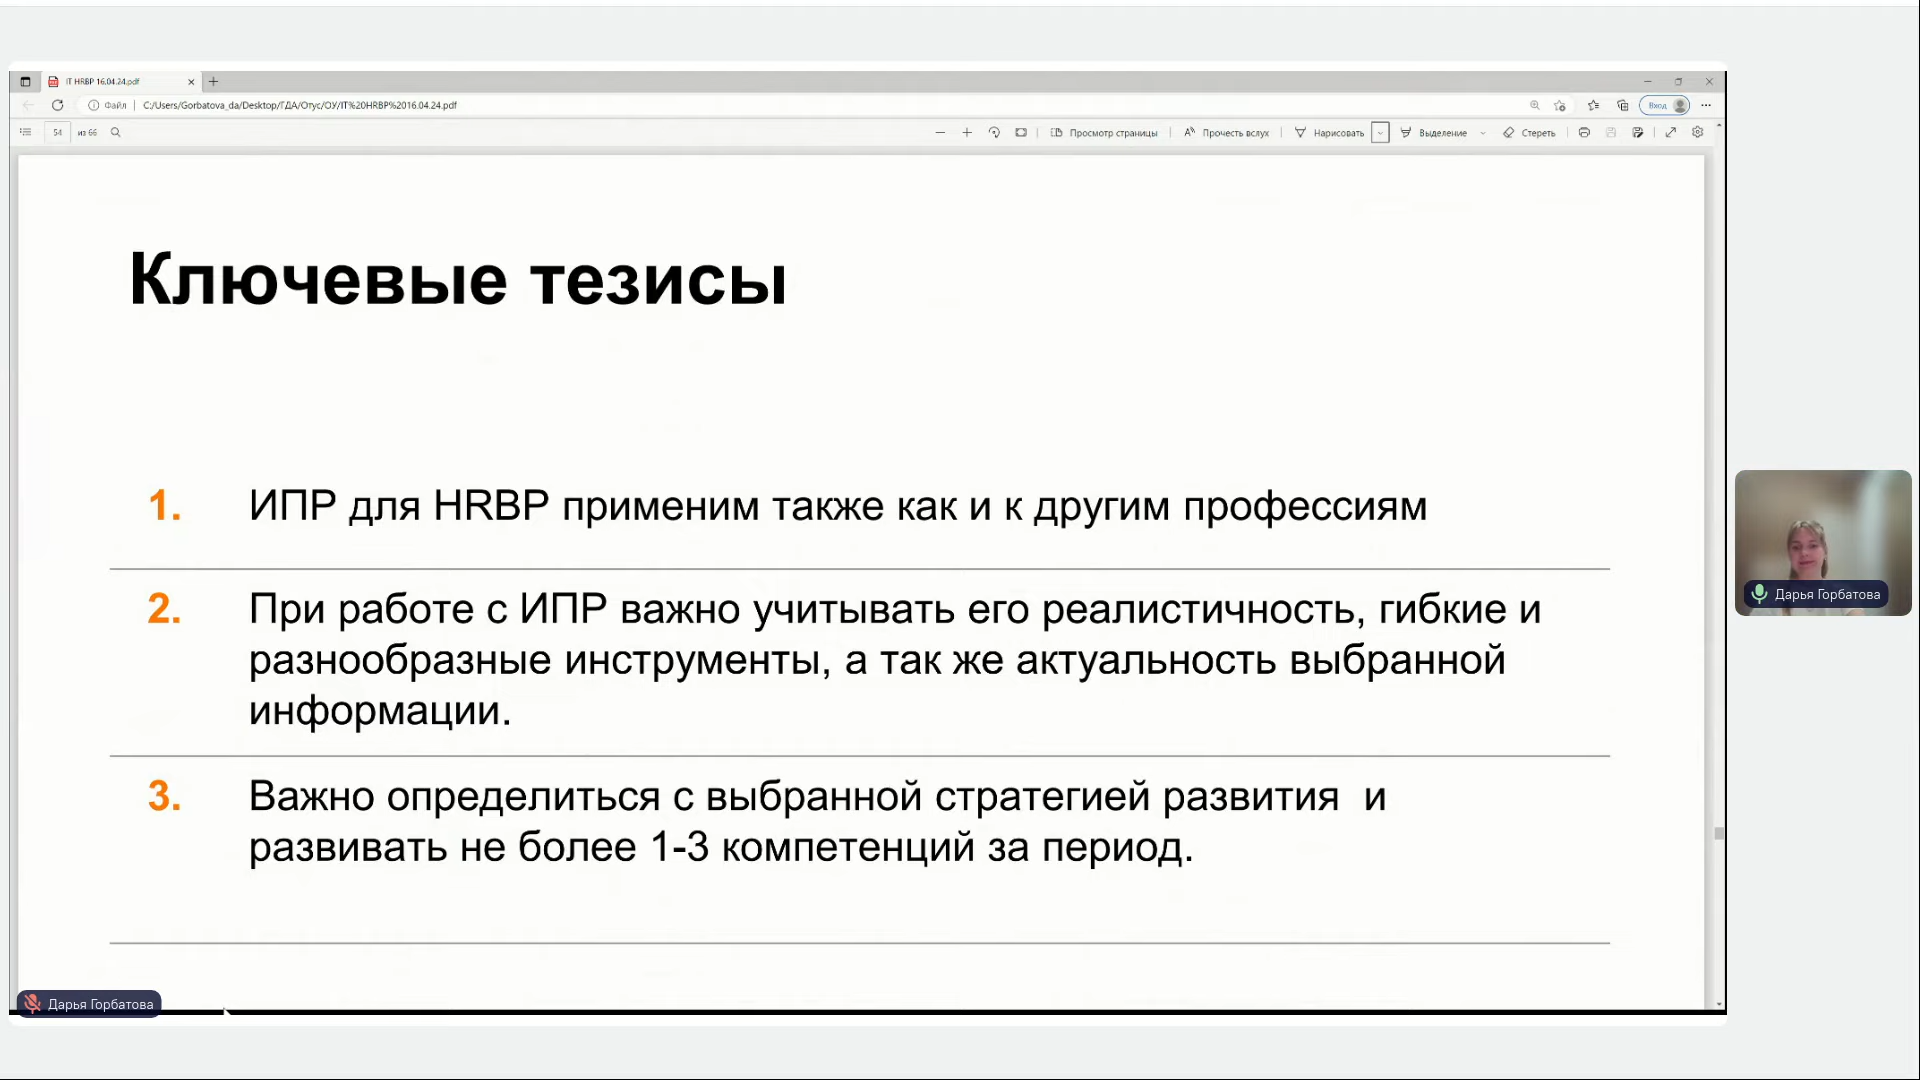 IT HRBP 16.04.24.pdf
Файл
C:/Users/Gorbatova_da/Desktop/ГДА/Отус/ОУ/IT%20HRBP%2016.04.24.pdf
Вход
54 из 66
Просмотр страницы
Прочесть вслух
Нарисовать
Выделение
Стереть
Ключевые тезисы
1. ИПР для HRBP применим также как и к другим профессиям
2. При работе с ИПР важно учитывать его реалистичность, гибкие и
разнообразные инструменты, а так же актуальность выбранной
информации.
3. Важно определиться с выбранной стратегией развития и
развивать не более 1-3 компетенций за период.
Дарья Горбатова
Дарья Горбатова